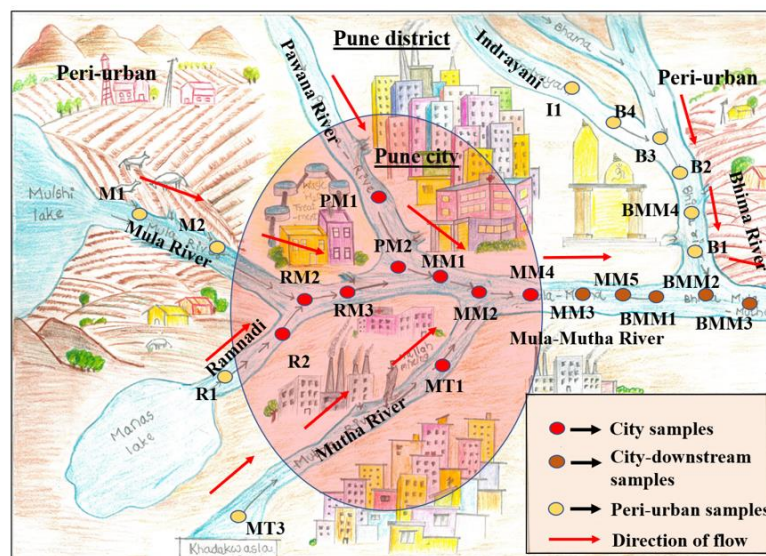 Pune district
Peri-urban
Pawana River
Indrayani
Bhama
Peri-urban
I1
B4
B3
B2
Pune city
Mulshi
lake
M1
M2
Mula River
PM1
BMM4
B1
Bhima River
PM2
MM1
RM2
RM3
MM2
MM4
MM3
MM5
BMM1
BMM2
BMM3
Mula-Mutha River
Ramnadi
R2
R1
Manas
lake
MT1
Mutha River
MT3
Khadakwasla
City samples
City-downstream
samples
Peri-urban samples
Direction of flow